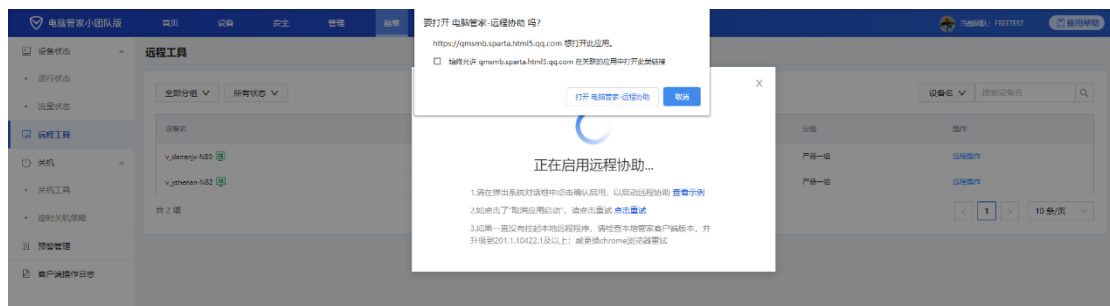 电脑管家小团队版
首页
设备
安全
管理
运维
当前团队：FREETEST
使用帮助
要打开 电脑管家-远程协助 吗？
https://qmsmb.sparta.html5.qq.com 想打开此应用。
始终允许 qmsmb.sparta.html5.qq.com 在关联的应用中打开此类链接
打开 电脑管家-远程协助
取消
设备状态
运行状态
流量状态
远程工具
关机
关机工具
定时关机策略
预警管理
客户端操作日志
远程工具
全部分组
所有状态
设备名
搜索设备名
设备名
分组
操作
v_darrenjx-NB0
产品一组
远程操作
v_yzhenan-NB2
产品一组
远程操作
共 2 项
1
10 条/页
正在启用远程协助...
1.请在弹出系统对话框中点击确认启用，以启动远程协助 查看示例
2.如点击了“取消应用启动”，请点击重试 点击重试
3.如果一直没有拉起本地远程程序，请检查本地管家客户端版本，并
升级到201.1.10422.1及以上；或更换chrome浏览器重试